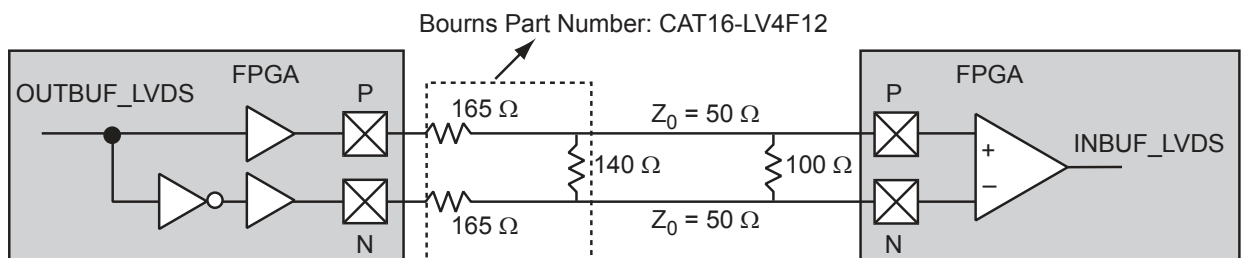 Bourns Part Number: CAT16-LV4F12
FPGA
FPGA
OUTBUF_LVDS
P
165 Ω
Z0 = 50 Ω
P
140 Ω
100 Ω
INBUF_LVDS
+
−
165 Ω
Z0 = 50 Ω
N
N